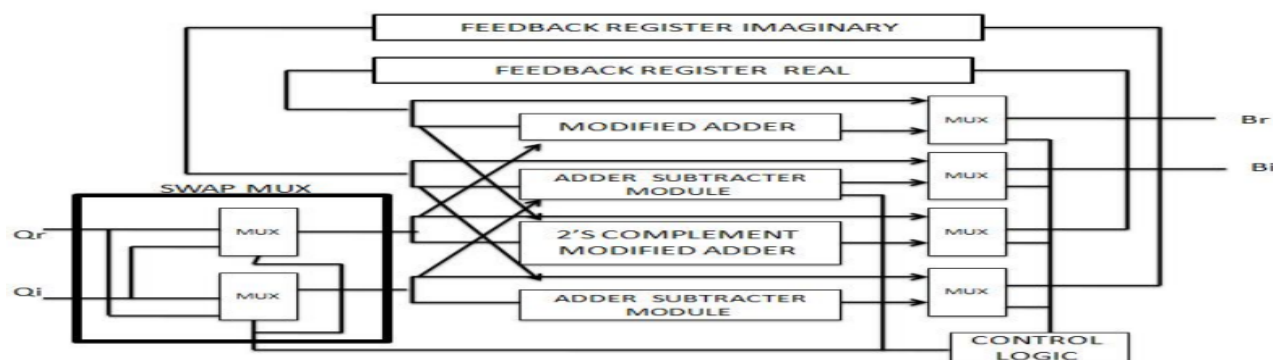 FEEDBACK REGISTER IMAGINARY
FEEDBACK REGISTER REAL
MUX
Br
MODIFIED ADDER
MUX
Bi
ADDER SUBTRACTER
MODULE
SWAP MUX
Qr
MUX
2'S COMPLEMENT
MODIFIED ADDER
MUX
Qi
MUX
ADDER SUBTRACTER
MODULE
MUX
CONTROL
LOGIC